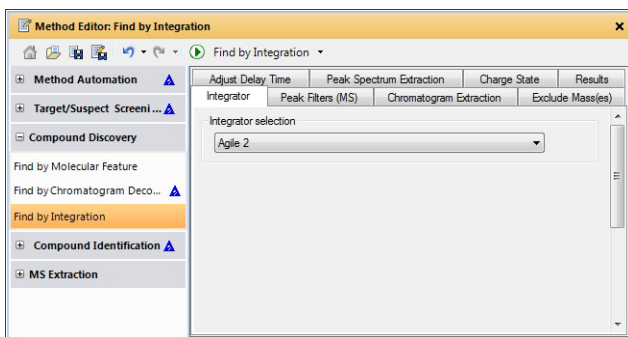 Method Editor: Find by Integration
Find by Integration
Method Automation
Target/Suspect Screeni ...
Compound Discovery
Find by Molecular Feature
Find by Chromatogram Deco...
Find by Integration
Compound Identification
MS Extraction
Adjust Delay Time
Peak Spectrum Extraction
Charge State
Results
Integrator
Peak Filters (MS)
Chromatogram Extraction
Exclude Mass(es)
Integrator selection
Agile 2